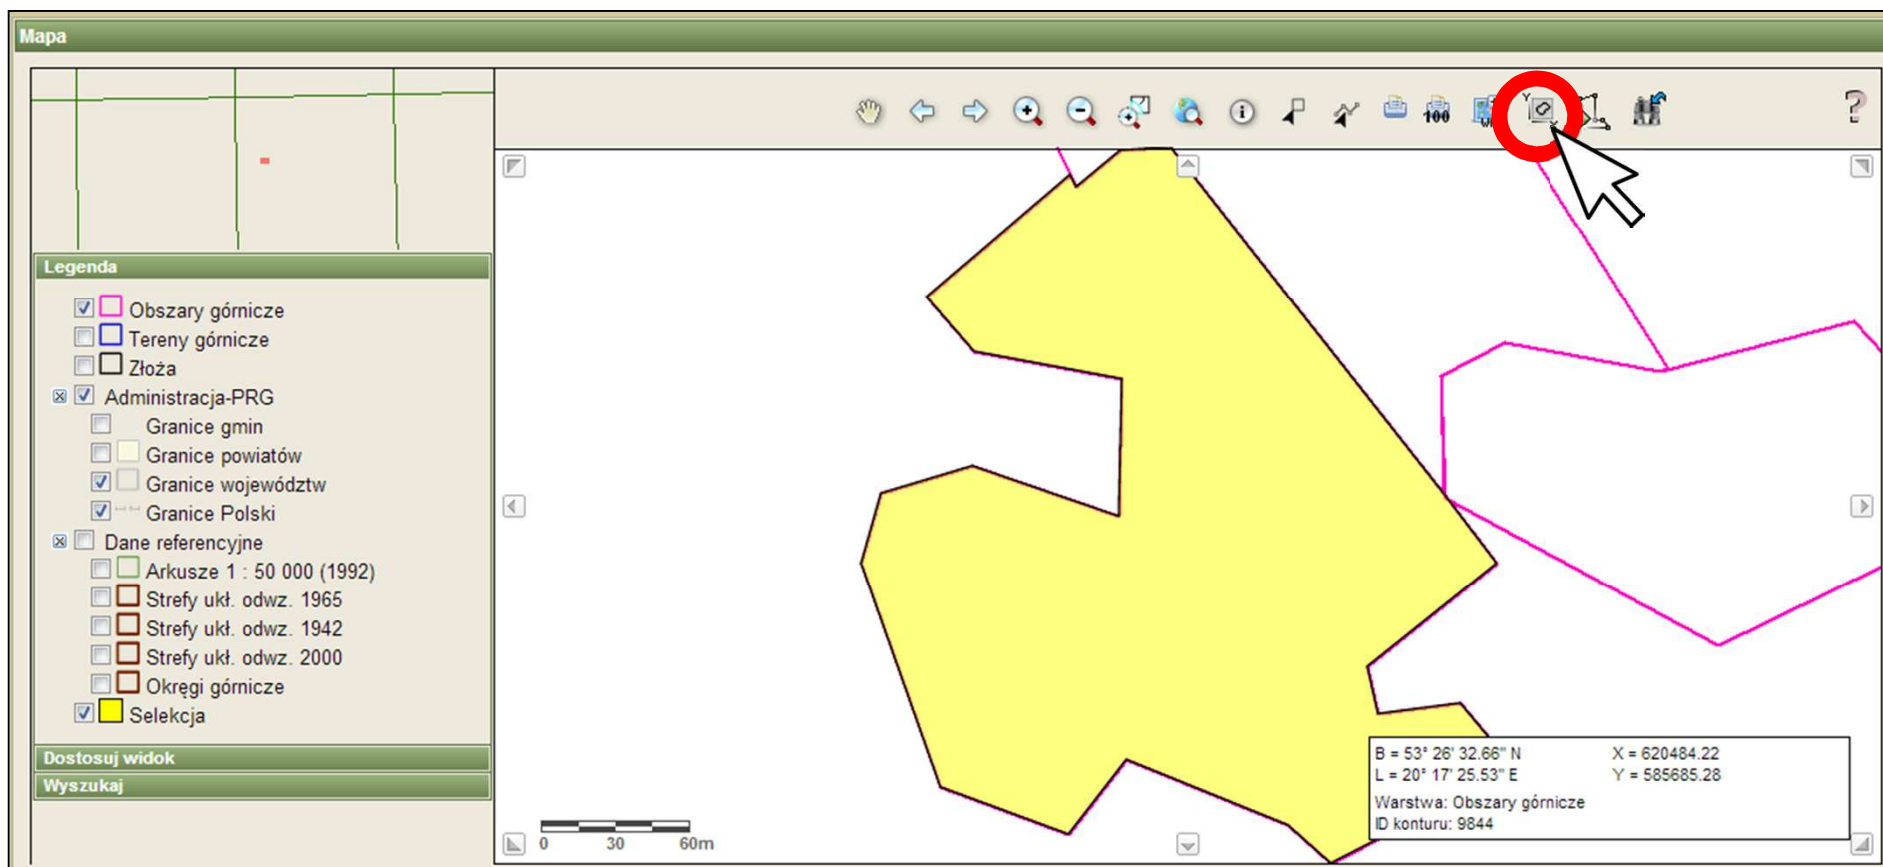 Mapa
100
Y
?
Legenda
Obszary górnicze
Tereny górnicze
Złoża
Administracja-PRG
Granice gmin
Granice powiatów
Granice województw
Granice Polski
Dane referencyjne
Arkusze 1 : 50 000 (1992)
Strefy ukł. odwz. 1965
Strefy ukł. odwz. 1942
Strefy ukł. odwz. 2000
Okręgi górnicze
Selekcja
Dostosuj widok
Wyszukaj
0 30 60m
B = 53° 26' 32.66" N X = 620484.22
L = 20° 17' 25.53" E Y = 585685.28
Warstwa: Obszary górnicze
ID konturu: 9844